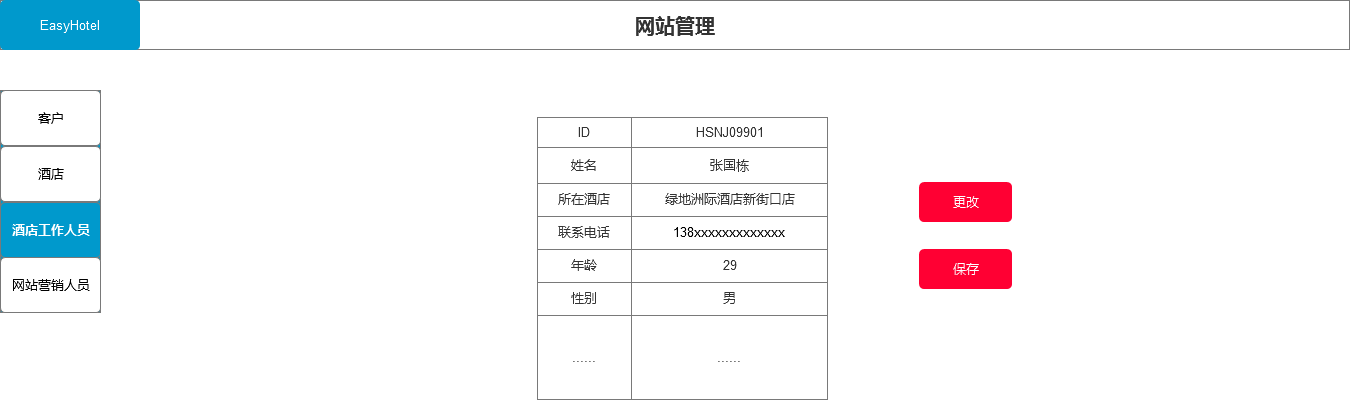 EasyHotel
网站管理
客户
酒店
酒店工作人员
网站营销人员
ID HSNJ09901
姓名 张国栋
所在酒店 绿地洲际酒店新街口店
联系电话 138xxxxxxxxxxxxx
年龄 29
性别 男
...... ......
更改
保存